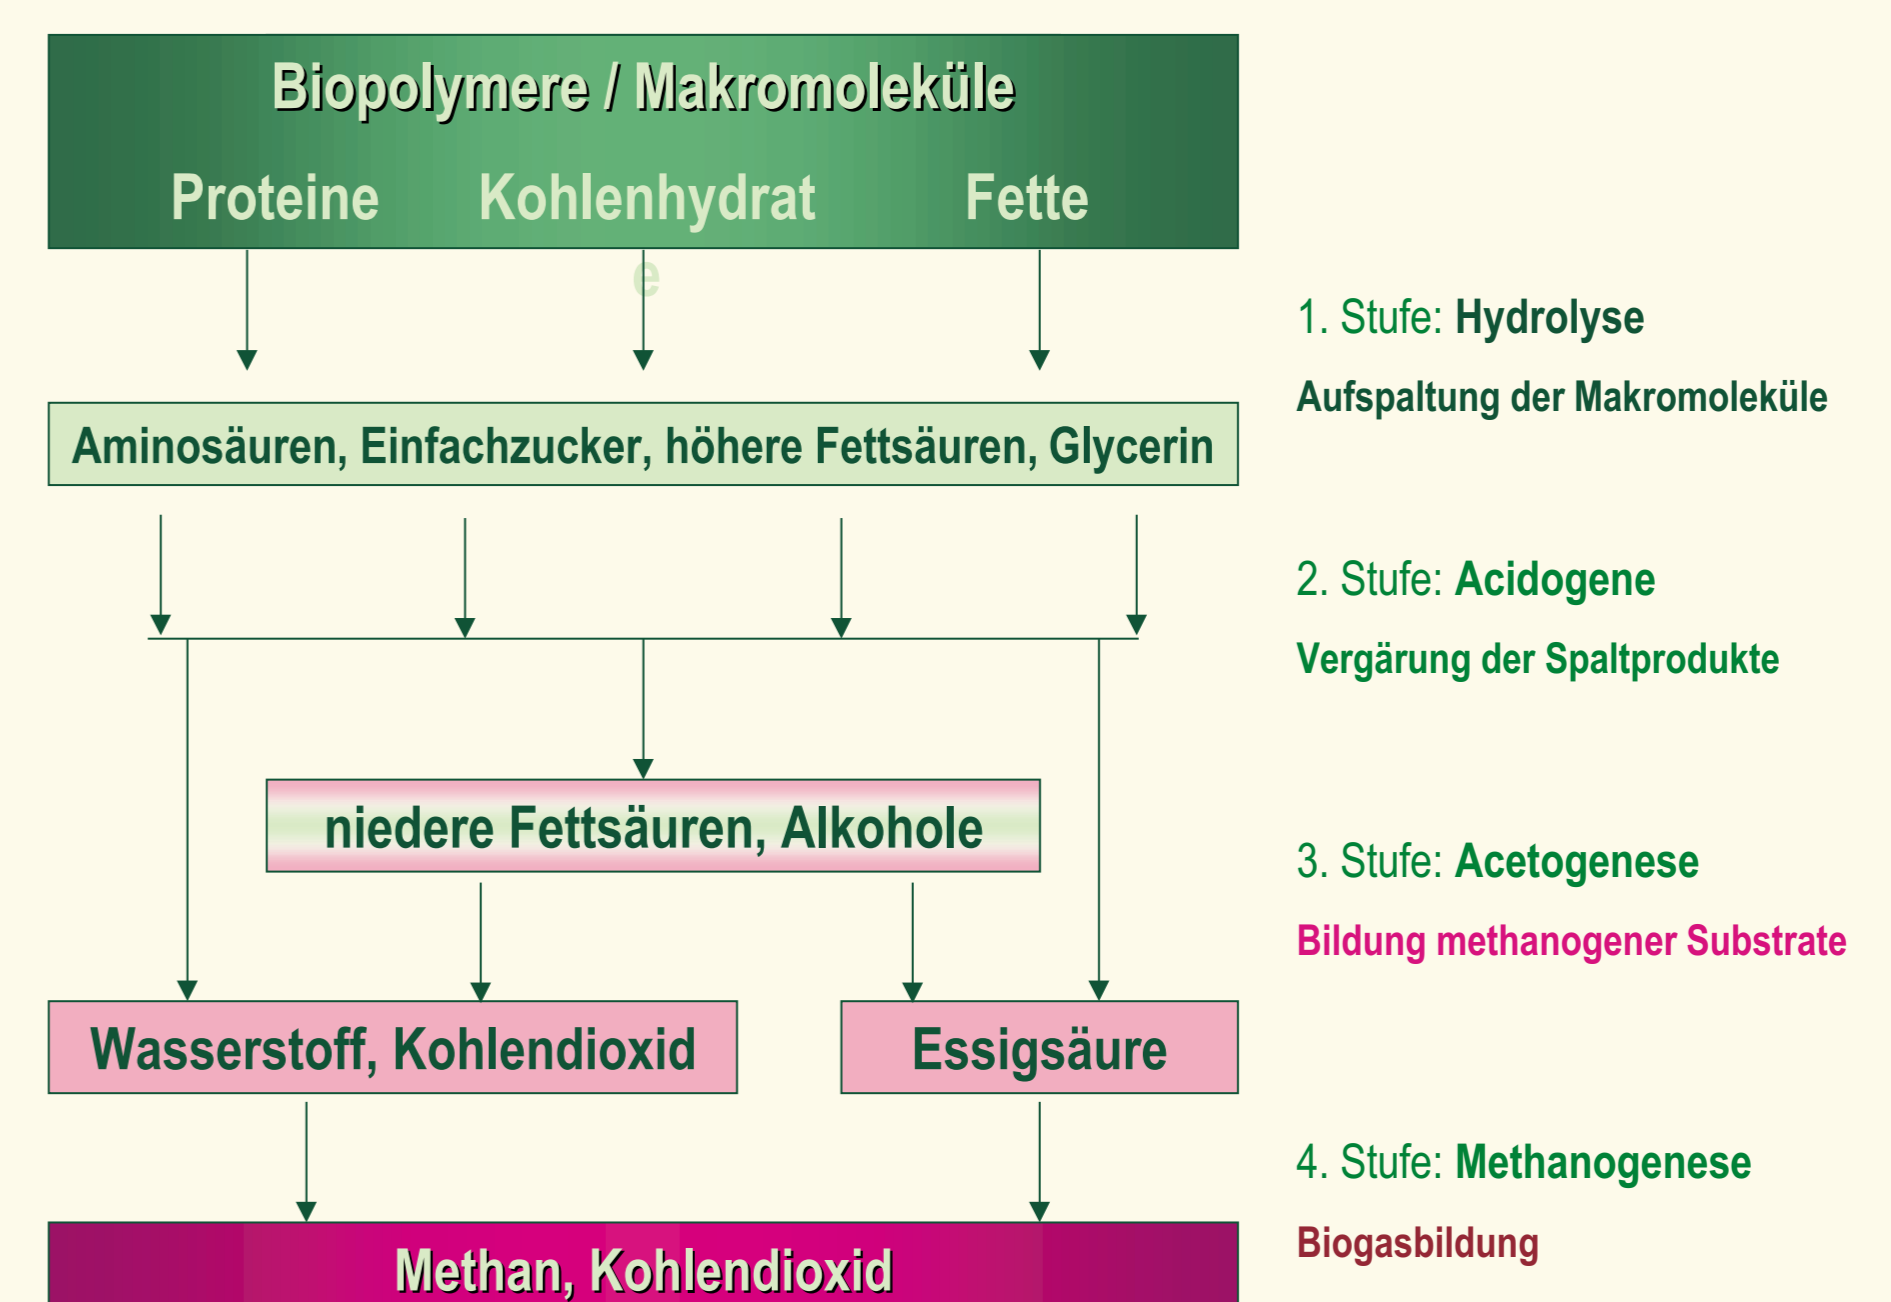 Biopolymere / Makromoleküle
Proteine Kohlenhydrat Fette
e
1. Stufe: Hydrolyse
Aufspaltung der Makromoleküle
Aminosäuren, Einfachzucker, höhere Fettsäuren, Glycerin
2. Stufe: Acidogene
Vergärung der Spaltprodukte
niedere Fettsäuren, Alkohole
3. Stufe: Acetogenese
Bildung methanogener Substrate
Wasserstoff, Kohlendioxid Essigsäure
4. Stufe: Methanogenese
Biogasbildung
Methan, Kohlendioxid